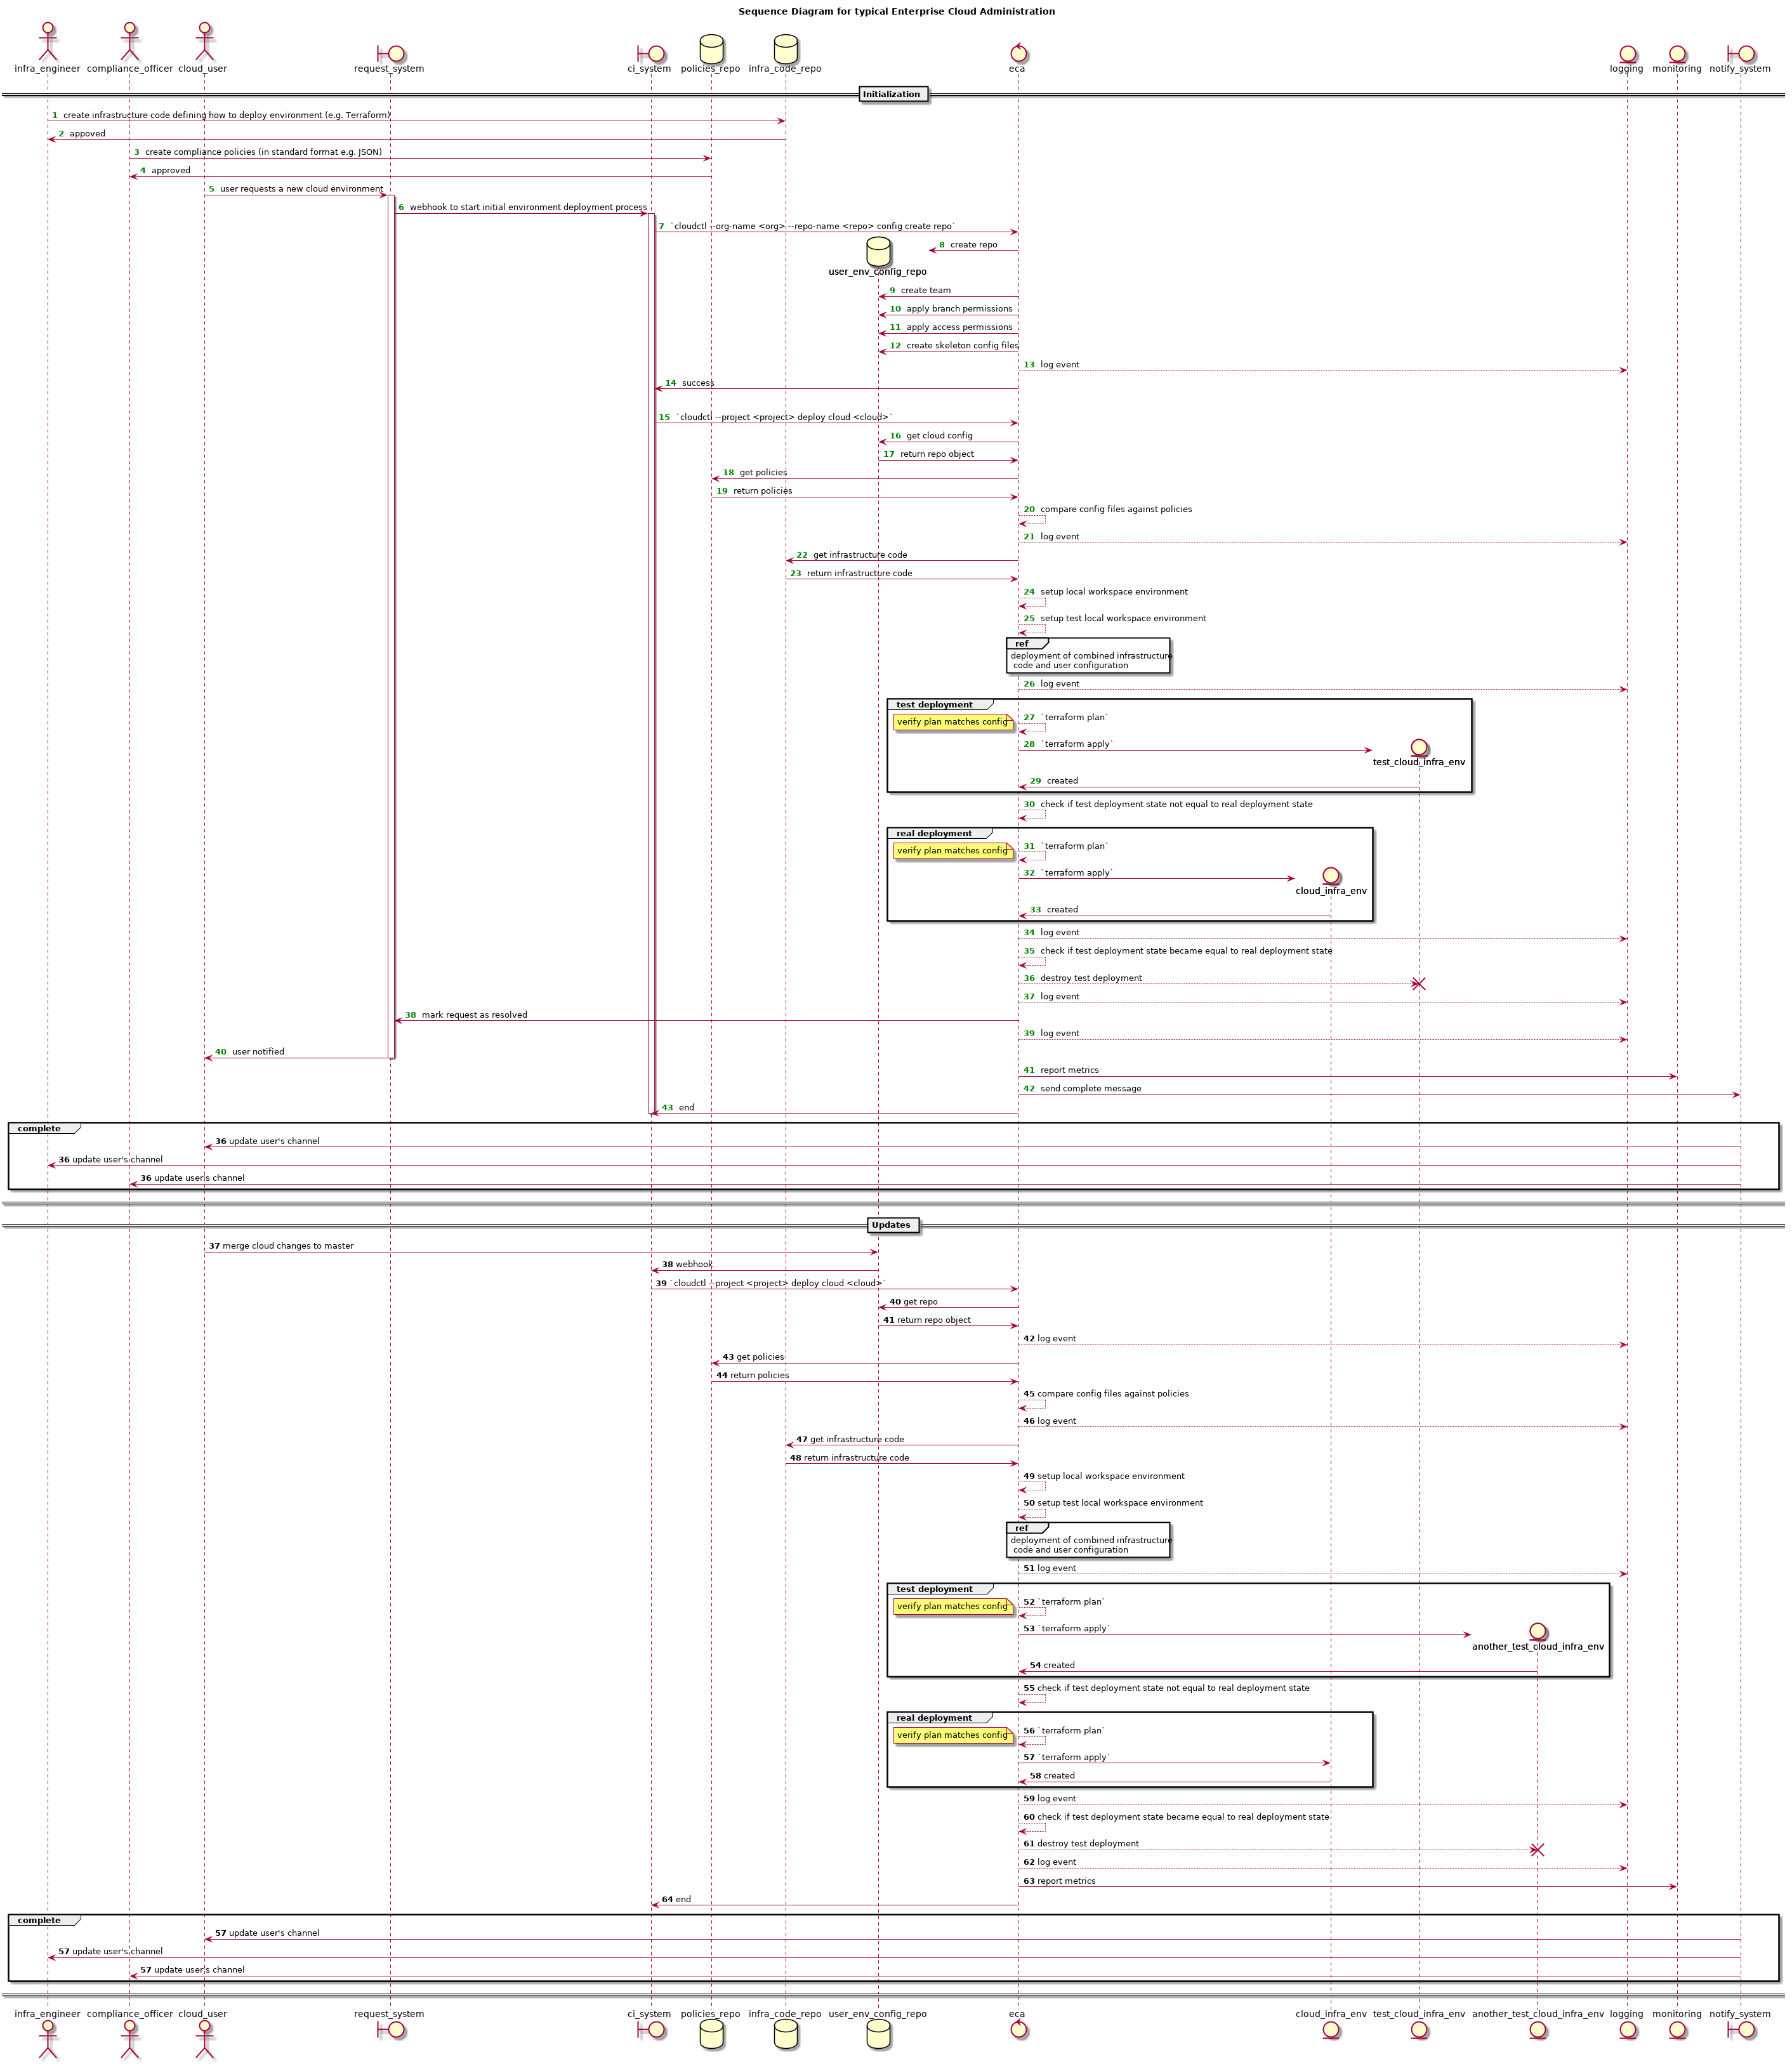 Sequence Diagram for typical Enterprise Cloud Administration
infra_engineer compliance_officer cloud_user request_system ci_system policies_repo infra_code_repo eca logging monitoring notify_system
Initialization
1 create infrastructure code defining how to deploy environment (e.g. Terraform)
2 appoved
3 create compliance policies (in standard format e.g. JSON)
4 approved
5 user requests a new cloud environment
6 webhook to start initial environment deployment process
7 `cloudctl --org-name <org> --repo-name <repo> config create repo`
8 create repo
user_env_config_repo
9 create team
10 apply branch permissions
11 apply access permissions
12 create skeleton config files
13 log event
14 success
15 `cloudctl --project <project> deploy cloud <cloud>`
16 get cloud config
17 return repo object
18 get policies
19 return policies
20 compare config files against policies
21 log event
22 get infrastructure code
23 return infrastructure code
24 setup local workspace environment
25 setup test local workspace environment
ref
deployment of combined infrastructure
code and user configuration
26 log event
test deployment
verify plan matches config
27 `terraform plan`
28 `terraform apply`
test_cloud_infra_env
29 created
30 check if test deployment state not equal to real deployment state
real deployment
verify plan matches config
31 `terraform plan`
32 `terraform apply`
cloud_infra_env
33 created
34 log event
35 check if test deployment state became equal to real deployment state
36 destroy test deployment
37 log event
38 mark request as resolved
39 log event
40 user notified
41 report metrics
42 send complete message
43 end
complete
36 update user's channel
36 update user's channel
36 update user's channel
Updates
37 merge cloud changes to master
38 webhook
39 `cloudctl --project <project> deploy cloud <cloud>`
40 get repo
41 return repo object
42 log event
43 get policies
44 return policies
45 compare config files against policies
46 log event
47 get infrastructure code
48 return infrastructure code
49 setup local workspace environment
50 setup test local workspace environment
ref
deployment of combined infrastructure
code and user configuration
51 log event
test deployment
verify plan matches config
52 `terraform plan`
53 `terraform apply`
another_test_cloud_infra_env
54 created
55 check if test deployment state not equal to real deployment state
real deployment
verify plan matches config
56 `terraform plan`
57 `terraform apply`
58 created
59 log event
60 check if test deployment state became equal to real deployment state
61 destroy test deployment
62 log event
63 report metrics
64 end
complete
57 update user's channel
57 update user's channel
57 update user's channel
infra_engineer compliance_officer cloud_user request_system ci_system policies_repo infra_code_repo user_env_config_repo eca cloud_infra_env test_cloud_infra_env another_test_cloud_infra_env logging monitoring notify_system